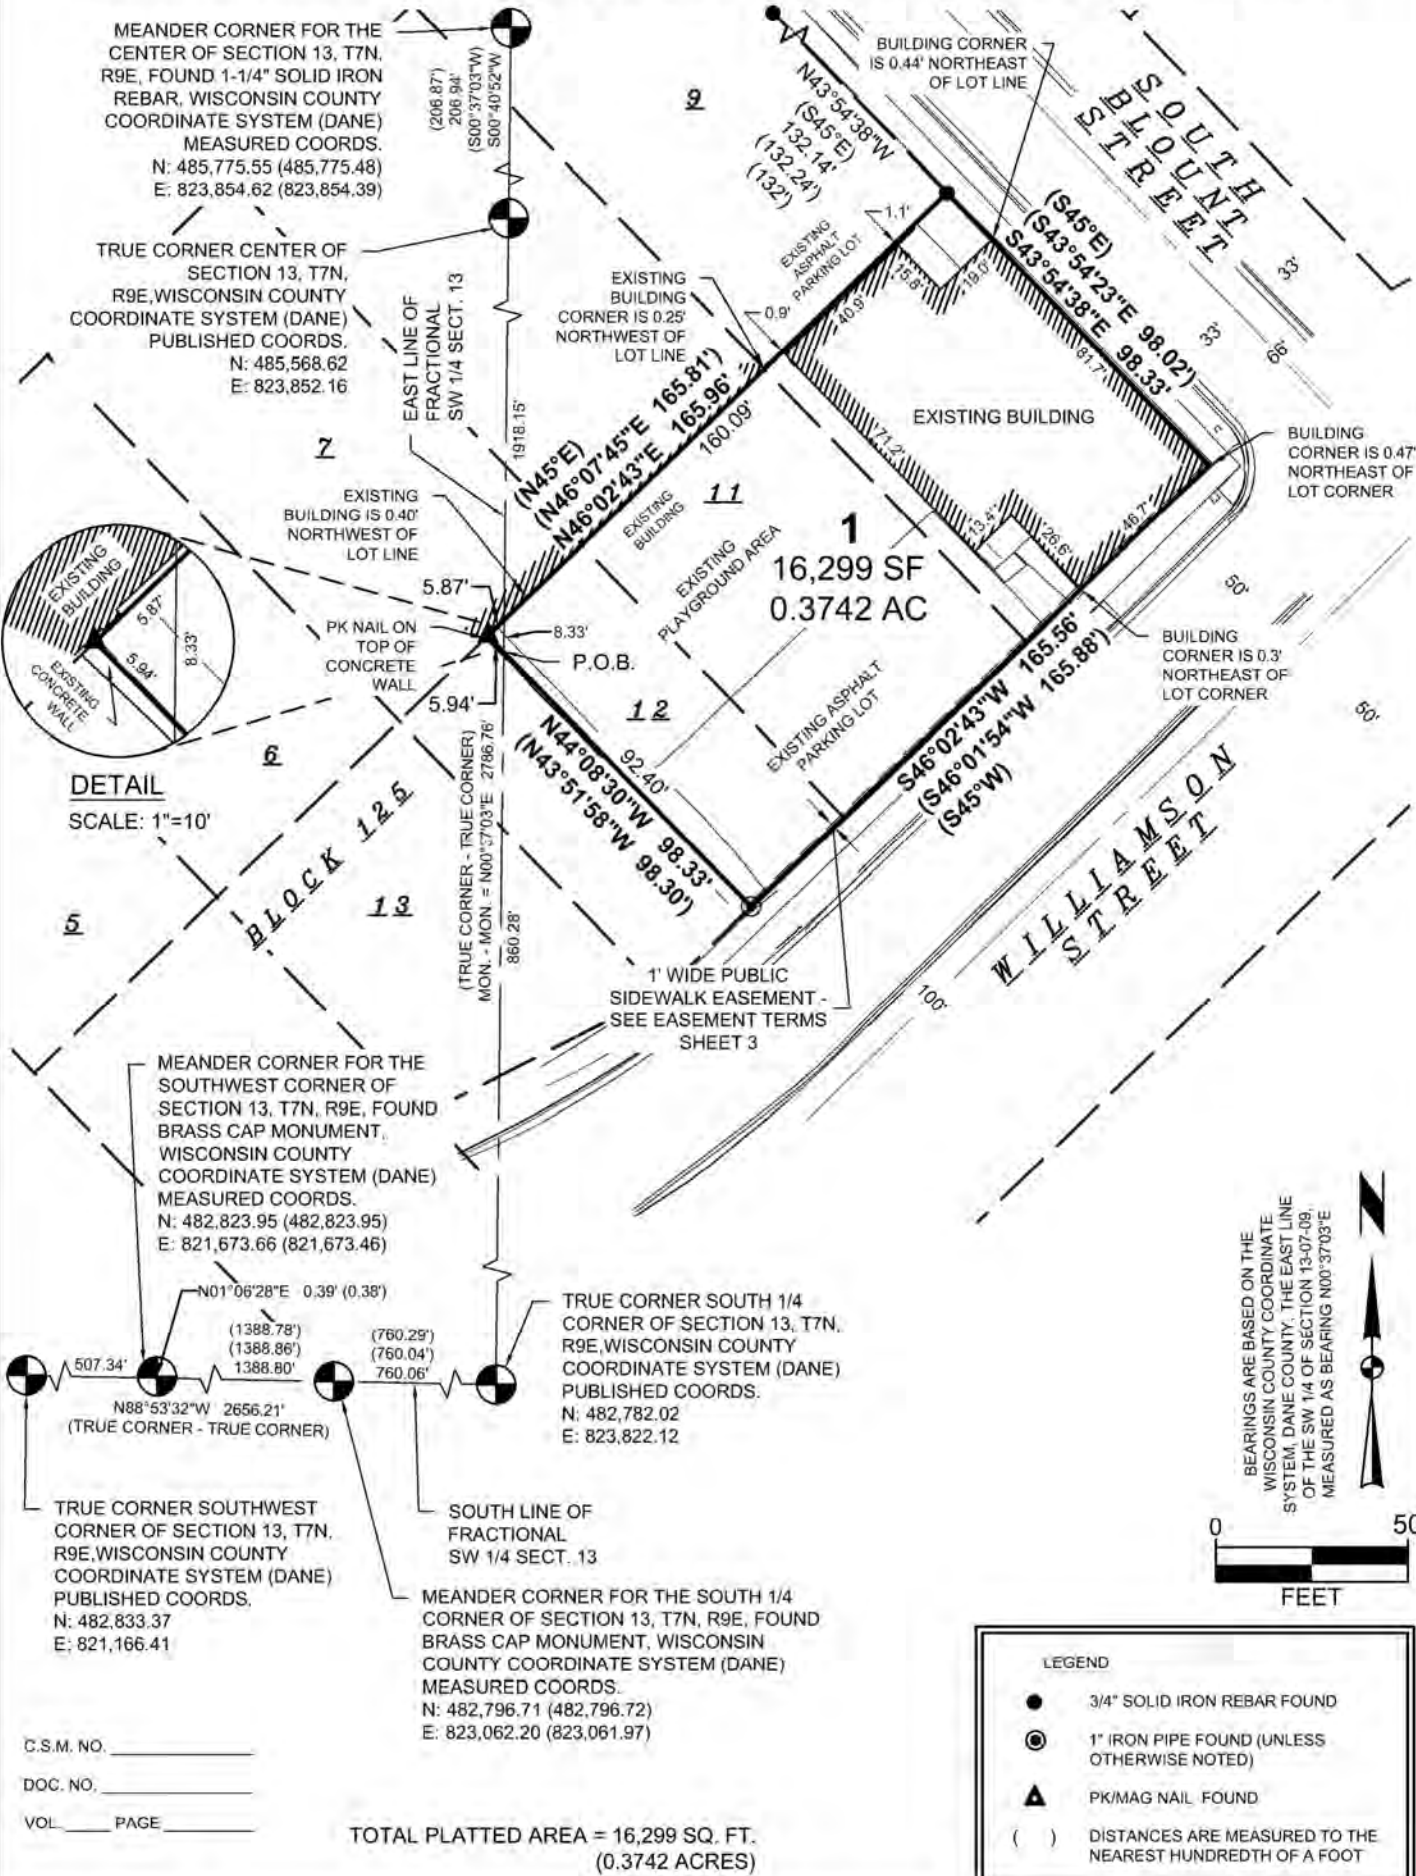 MEANDER CORNER FOR THE
CENTER OF SECTION 13, T7N,
R9E, FOUND 1-1/4" SOLID IRON
REBAR, WISCONSIN COUNTY
COORDINATE SYSTEM (DANE)
MEASURED COORDS.
N: 485,775.55 (485,775.48)
E: 823,854.62 (823,854.39)
(206.87')
206.94'
(S00°37'03"W)
S00°40'52"W
9
N43°54'38"W
(S45°E)
132.14'
(132.24')
(132')
BUILDING CORNER
IS 0.44' NORTHEAST
OF LOT LINE
SOUTH
BLOUNT
STREET
33'
33'
66'
TRUE CORNER CENTER OF
SECTION 13, T7N,
R9E,WISCONSIN COUNTY
COORDINATE SYSTEM (DANE)
PUBLISHED COORDS.
N: 485,568.62
E: 823,852.16
EAST LINE OF
FRACTIONAL
SW 1/4 SECT. 13
1918.15'
EXISTING
BUILDING
CORNER IS 0.25'
NORTHWEST OF
LOT LINE
EXISTING
ASPHALT
PARKING LOT
1.1'
0.9'
40.9'
15.8'
19.0'
(S45°E)
(S43°54'23"E 98.02')
S43°54'38"E 98.33'
81.7'
EXISTING BUILDING
71.2'
BUILDING
CORNER IS 0.47'
NORTHEAST OF
LOT CORNER
7
(N45°E)
(N46°07'45"E 165.81')
N46°02'43"E 165.96'
160.09'
EXISTING
BUILDING IS 0.40'
NORTHWEST OF
LOT LINE
EXISTING
BUILDING
11
EXISTING
PLAYGROUND AREA
1
16,299 SF
0.3742 AC
13.4'
26.6'
46.7'
50'
EXISTING
BUILDING
5.87'
8.33'
5.94'
EXISTING
CONCRETE
WALL
DETAIL
SCALE: 1"=10'
5.87'
PK NAIL ON
TOP OF
CONCRETE
WALL
8.33'
P.O.B.
5.94'
12
EXISTING ASPHALT
PARKING LOT
92.40'
N44°08'30"W 98.33'
(N43°51'58"W 98.30')
S46°02'43"W 165.56'
(S46°01'54"W 165.88')
(S45°W)
BUILDING
CORNER IS 0.3'
NORTHEAST OF
LOT CORNER
50'
WILLIAMSON
STREET
100'
6
BLOCK 125
5
13
(TRUE CORNER - TRUE CORNER)
MON. - MON. = N00°37'03"E 2786.76'
860.28'
1' WIDE PUBLIC
SIDEWALK EASEMENT -
SEE EASEMENT TERMS
SHEET 3
MEANDER CORNER FOR THE
SOUTHWEST CORNER OF
SECTION 13, T7N, R9E, FOUND
BRASS CAP MONUMENT,
WISCONSIN COUNTY
COORDINATE SYSTEM (DANE)
MEASURED COORDS.
N: 482,823.95 (482,823.95)
E: 821,673.66 (821,673.46)
N01°06'28"E 0.39' (0.38')
507.34'
(1388.78')
(1388.86')
1388.80'
(760.29')
(760.04')
760.06'
N88°53'32"W 2656.21'
(TRUE CORNER - TRUE CORNER)
TRUE CORNER SOUTH 1/4
CORNER OF SECTION 13, T7N,
R9E,WISCONSIN COUNTY
COORDINATE SYSTEM (DANE)
PUBLISHED COORDS.
N: 482,782.02
E: 823,822.12
TRUE CORNER SOUTHWEST
CORNER OF SECTION 13, T7N,
R9E,WISCONSIN COUNTY
COORDINATE SYSTEM (DANE)
PUBLISHED COORDS.
N: 482,833.37
E: 821,166.41
SOUTH LINE OF
FRACTIONAL
SW 1/4 SECT. 13
MEANDER CORNER FOR THE SOUTH 1/4
CORNER OF SECTION 13, T7N, R9E, FOUND
BRASS CAP MONUMENT, WISCONSIN
COUNTY COORDINATE SYSTEM (DANE)
MEASURED COORDS.
N: 482,796.71 (482,796.72)
E: 823,062.20 (823,061.97)
N
BEARINGS ARE BASED ON THE
WISCONSIN COUNTY COORDINATE
SYSTEM, DANE COUNTY. THE EAST LINE
OF THE SW 1/4 OF SECTION 13-07-09,
MEASURED AS BEARING N00°37'03"E
0 50
FEET
LEGEND
3/4" SOLID IRON REBAR FOUND
1" IRON PIPE FOUND (UNLESS
OTHERWISE NOTED)
PK/MAG NAIL FOUND
( ) DISTANCES ARE MEASURED TO THE
NEAREST HUNDREDTH OF A FOOT
C.S.M. NO.
DOC. NO.
VOL. PAGE
TOTAL PLATTED AREA = 16,299 SQ. FT.
(0.3742 ACRES)